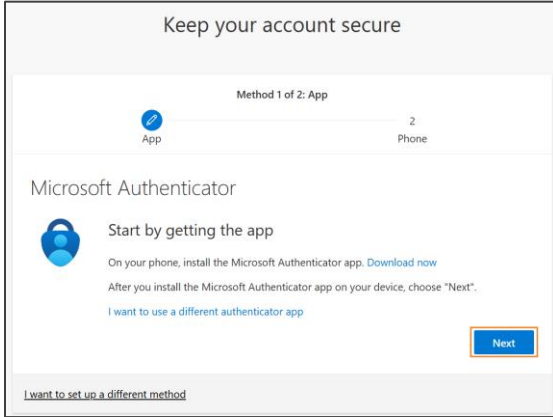 Keep your account secure
Method 1 of 2: App
App
2
Phone
Microsoft Authenticator
Start by getting the app
On your phone, install the Microsoft Authenticator app. Download now
After you install the Microsoft Authenticator app on your device, choose "Next".
I want to use a different authenticator app
Next
I want to set up a different method